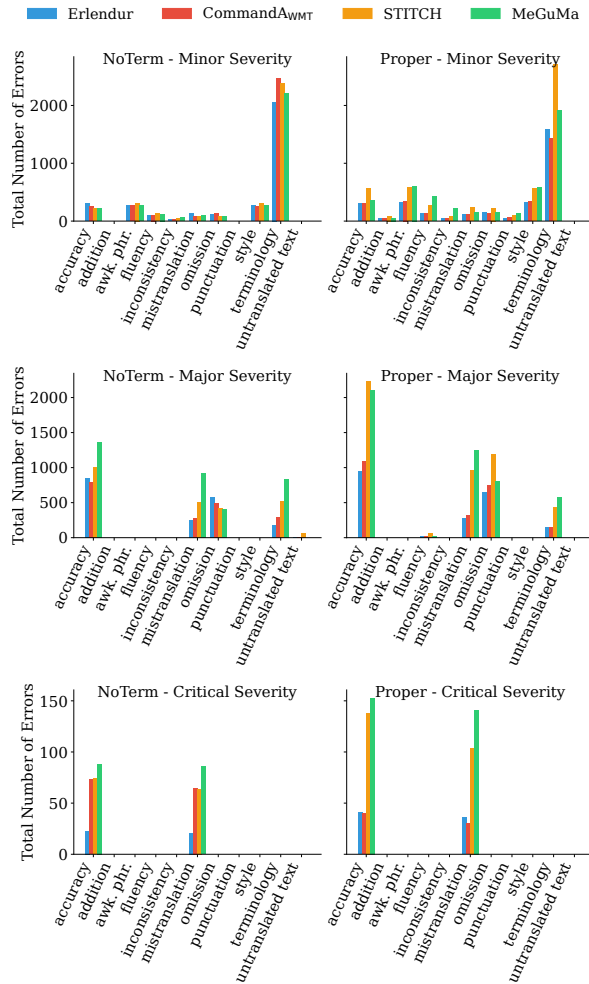 Erlendur CommandA_WMT STITCH MeGuMa
NoTerm - Minor Severity
Total Number of Errors
0
1000
2000
accuracy
addition
awk. phr.
fluency
inconsistency
mistranslation
omission
punctuation
style
terminology
untranslated text
Proper - Minor Severity
accuracy
addition
awk. phr.
fluency
inconsistency
mistranslation
omission
punctuation
style
terminology
untranslated text
NoTerm - Major Severity
Total Number of Errors
0
500
1000
1500
2000
accuracy
addition
awk. phr.
fluency
inconsistency
mistranslation
omission
punctuation
style
terminology
untranslated text
Proper - Major Severity
accuracy
addition
awk. phr.
fluency
inconsistency
mistranslation
omission
punctuation
style
terminology
untranslated text
NoTerm - Critical Severity
Total Number of Errors
0
50
100
150
accuracy
addition
awk. phr.
fluency
inconsistency
mistranslation
omission
punctuation
style
terminology
untranslated text
Proper - Critical Severity
accuracy
addition
awk. phr.
fluency
inconsistency
mistranslation
omission
punctuation
style
terminology
untranslated text